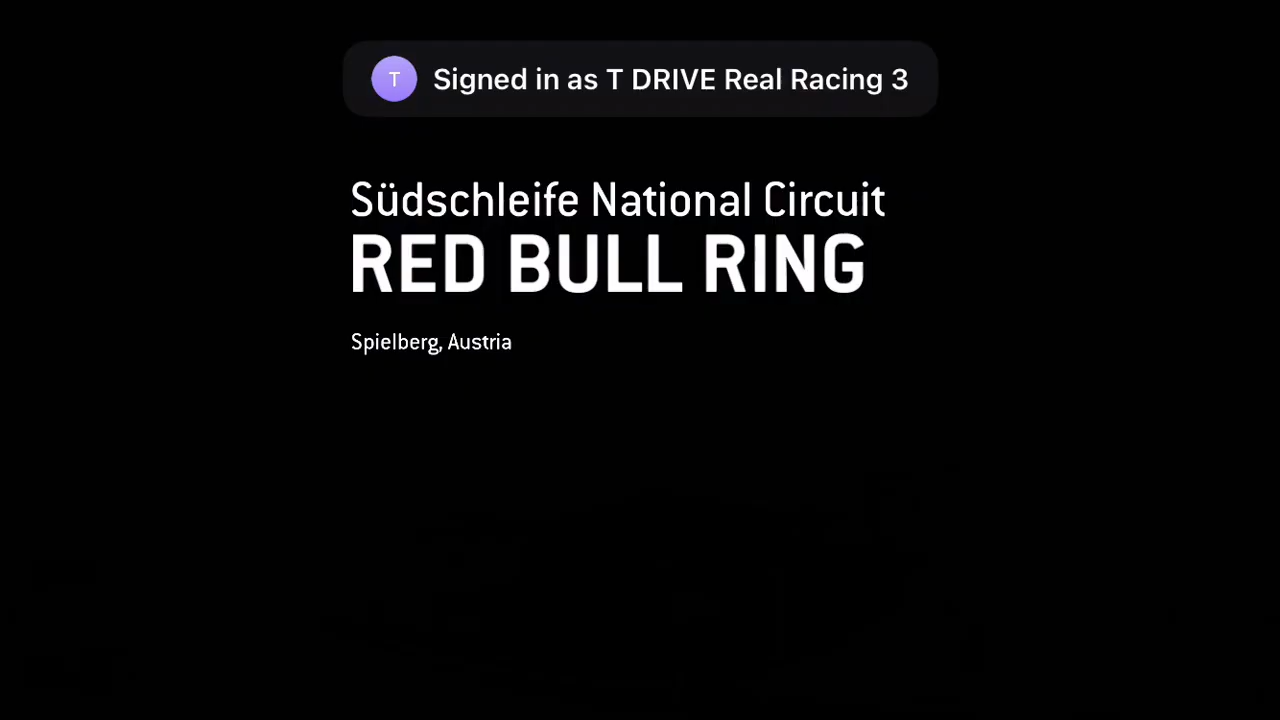 T
Signed in as T DRIVE Real Racing 3
Südschleife National Circuit
RED BULL RING
Spielberg, Austria